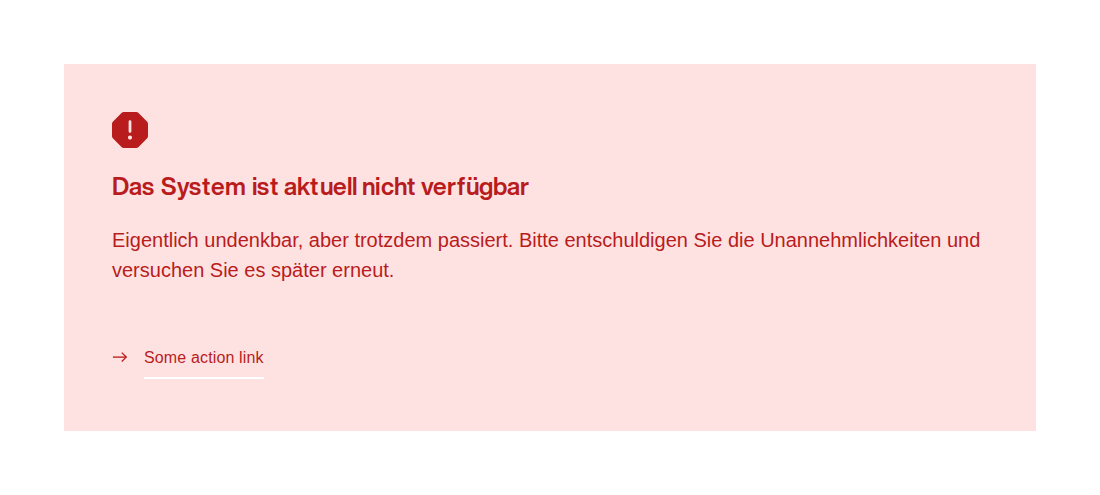 Das System ist aktuell nicht verfügbar
Eigentlich undenkbar, aber trotzdem passiert. Bitte entschuldigen Sie die Unannehmlichkeiten und
versuchen Sie es später erneut.
Some action link